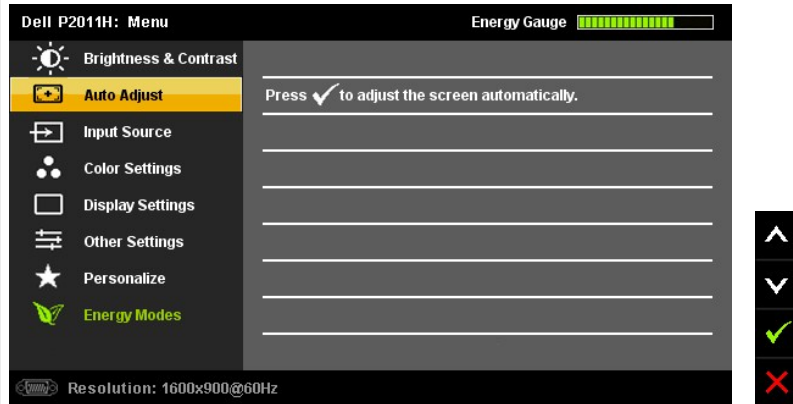 Dell P2011H: Menu Energy Gauge
Brightness & Contrast
Auto Adjust Press ✓ to adjust the screen automatically.
Input Source
Color Settings
Display Settings
Other Settings
Personalize
Energy Modes
Resolution: 1600x900@60Hz